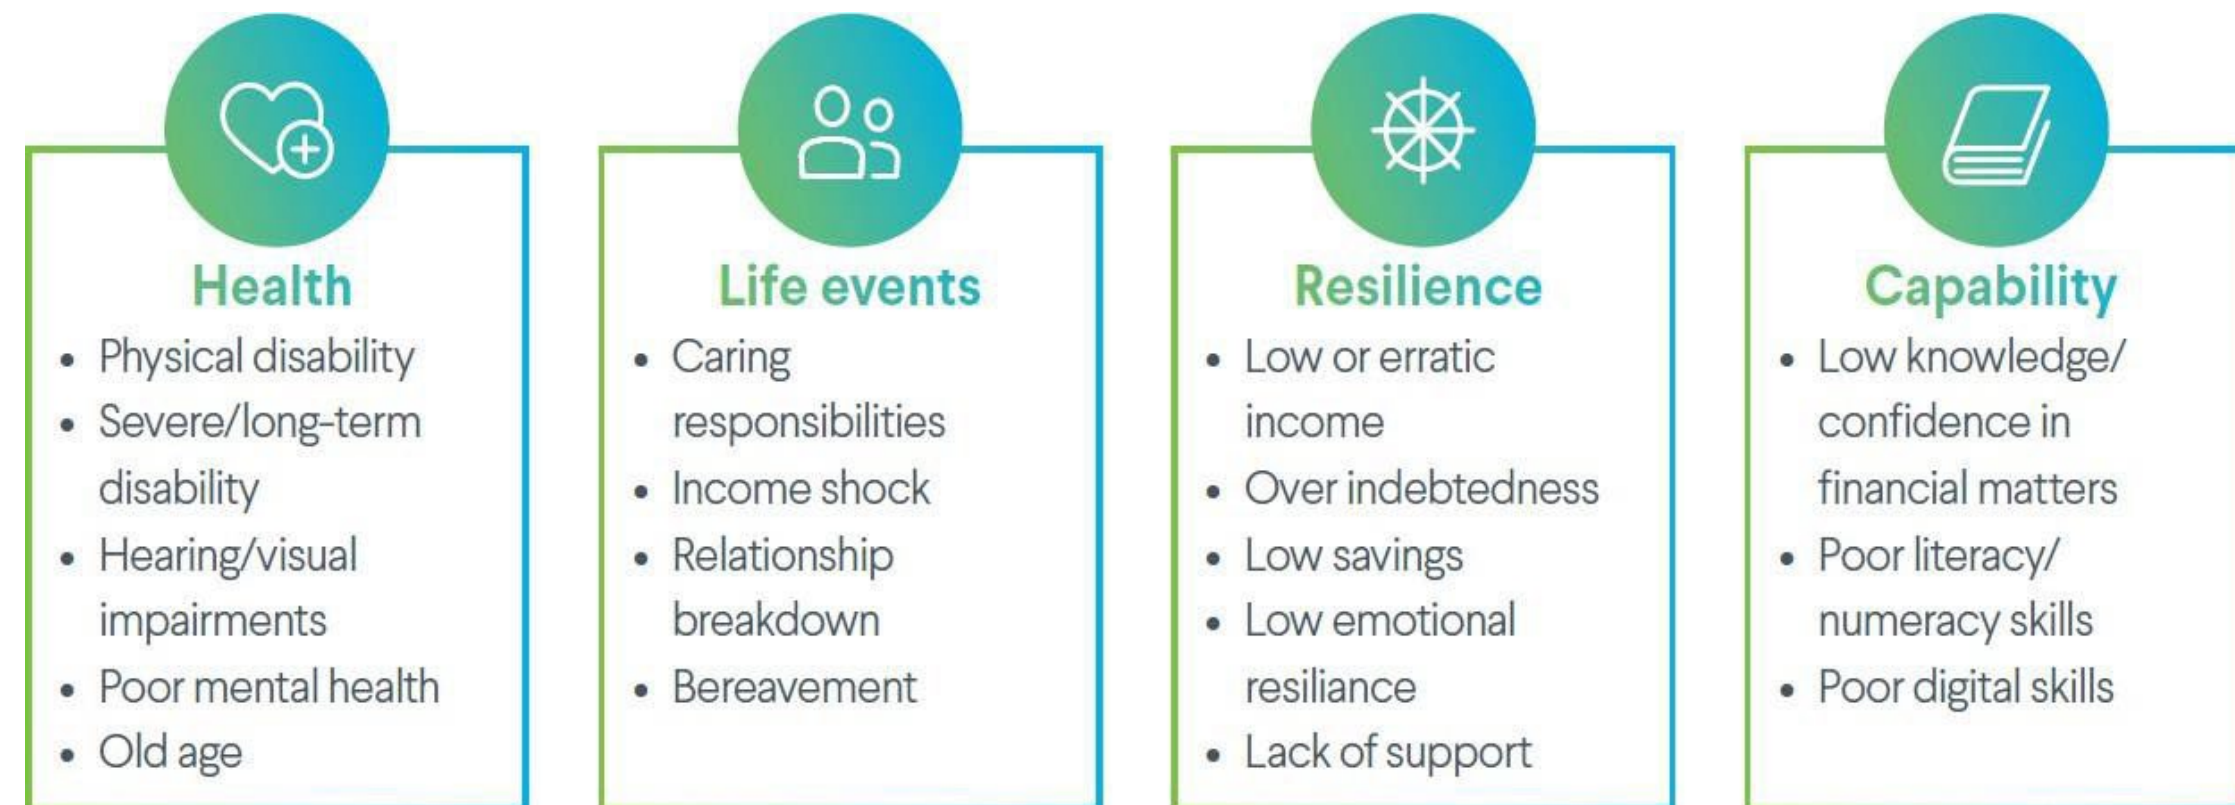 Health
• Physical disability
• Severe/long-term
disability
• Hearing/visual
impairments
• Poor mental health
• Old age
Life events
• Caring
responsibilities
• Income shock
• Relationship
breakdown
• Bereavement
Resilience
• Low or erratic
income
• Over indebtedness
• Low savings
• Low emotional
resiliance
• Lack of support
Capability
• Low knowledge/
confidence in
financial matters
• Poor literacy/
numeracy skills
• Poor digital skills